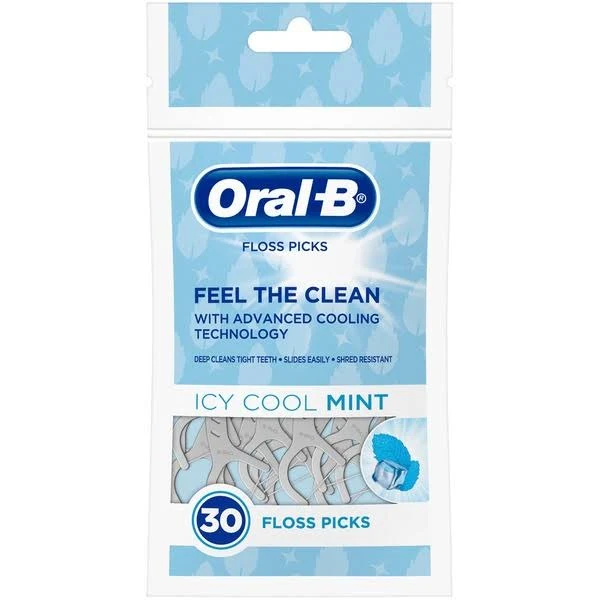 Oral-B®
FLOSS PICKS
FEEL THE CLEAN
WITH ADVANCED COOLING
TECHNOLOGY
DEEP CLEANS TIGHT TEETH • SLIDES EASILY • SHRED RESISTANT
ICY COOL MINT
30 FLOSS PICKS